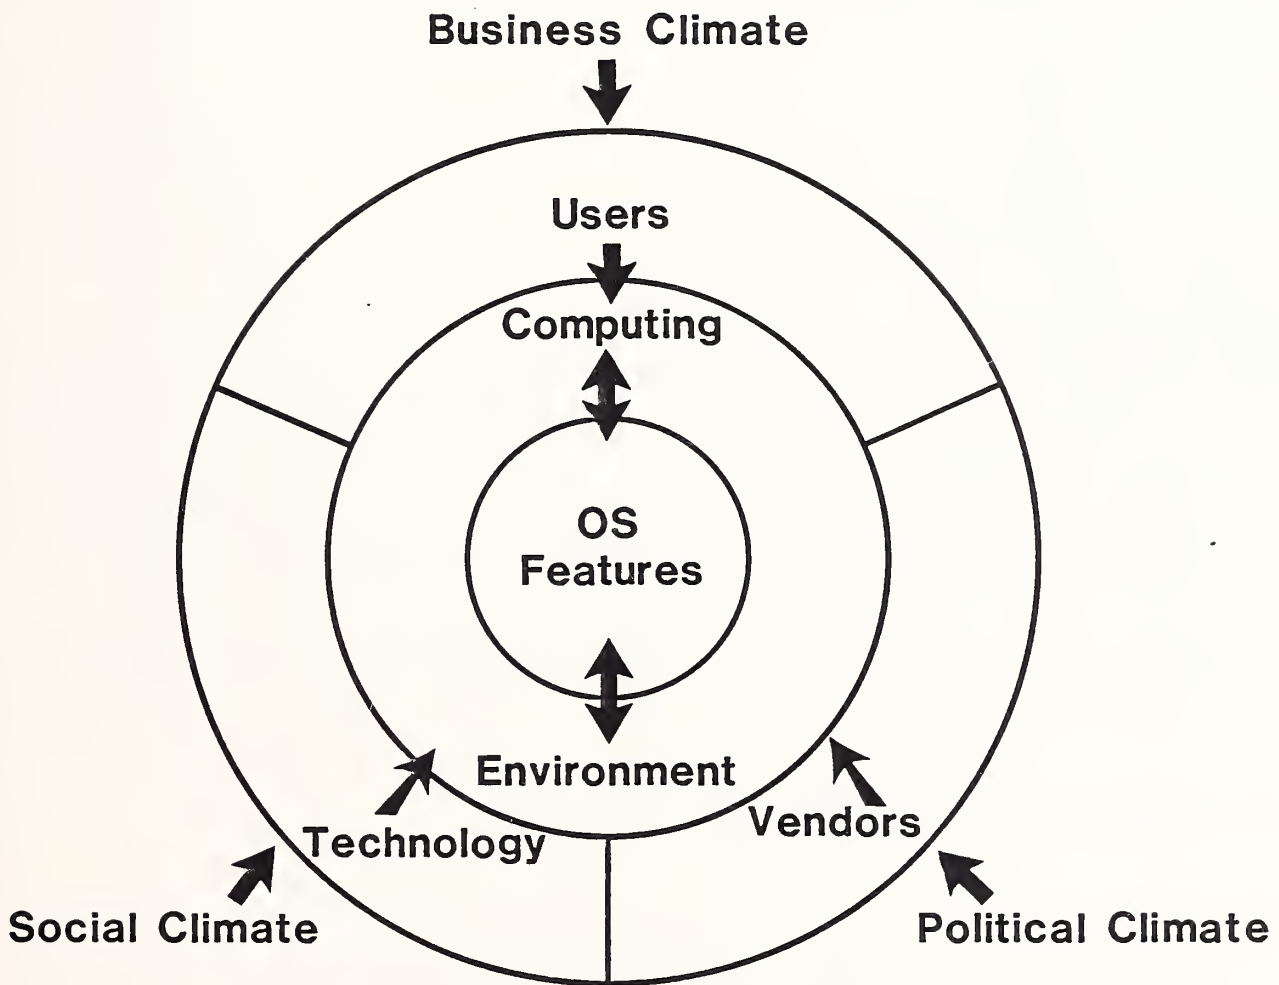 Business Climate
Users
Computing
OS
Features
Environment
Technology
Vendors
Social Climate
Political Climate